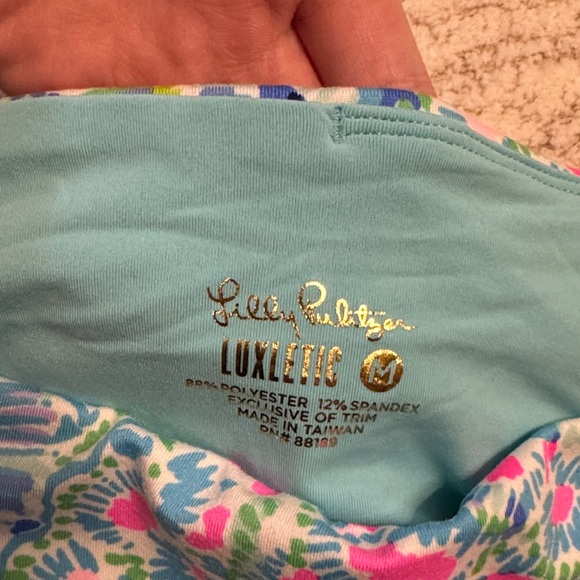 Lilly Pulitzer
LUXLETIC M
88% POLYESTER 12% SPANDEX
EXCLUSIVE OF TRIM
MADE IN TAIWAN
RN# 88189